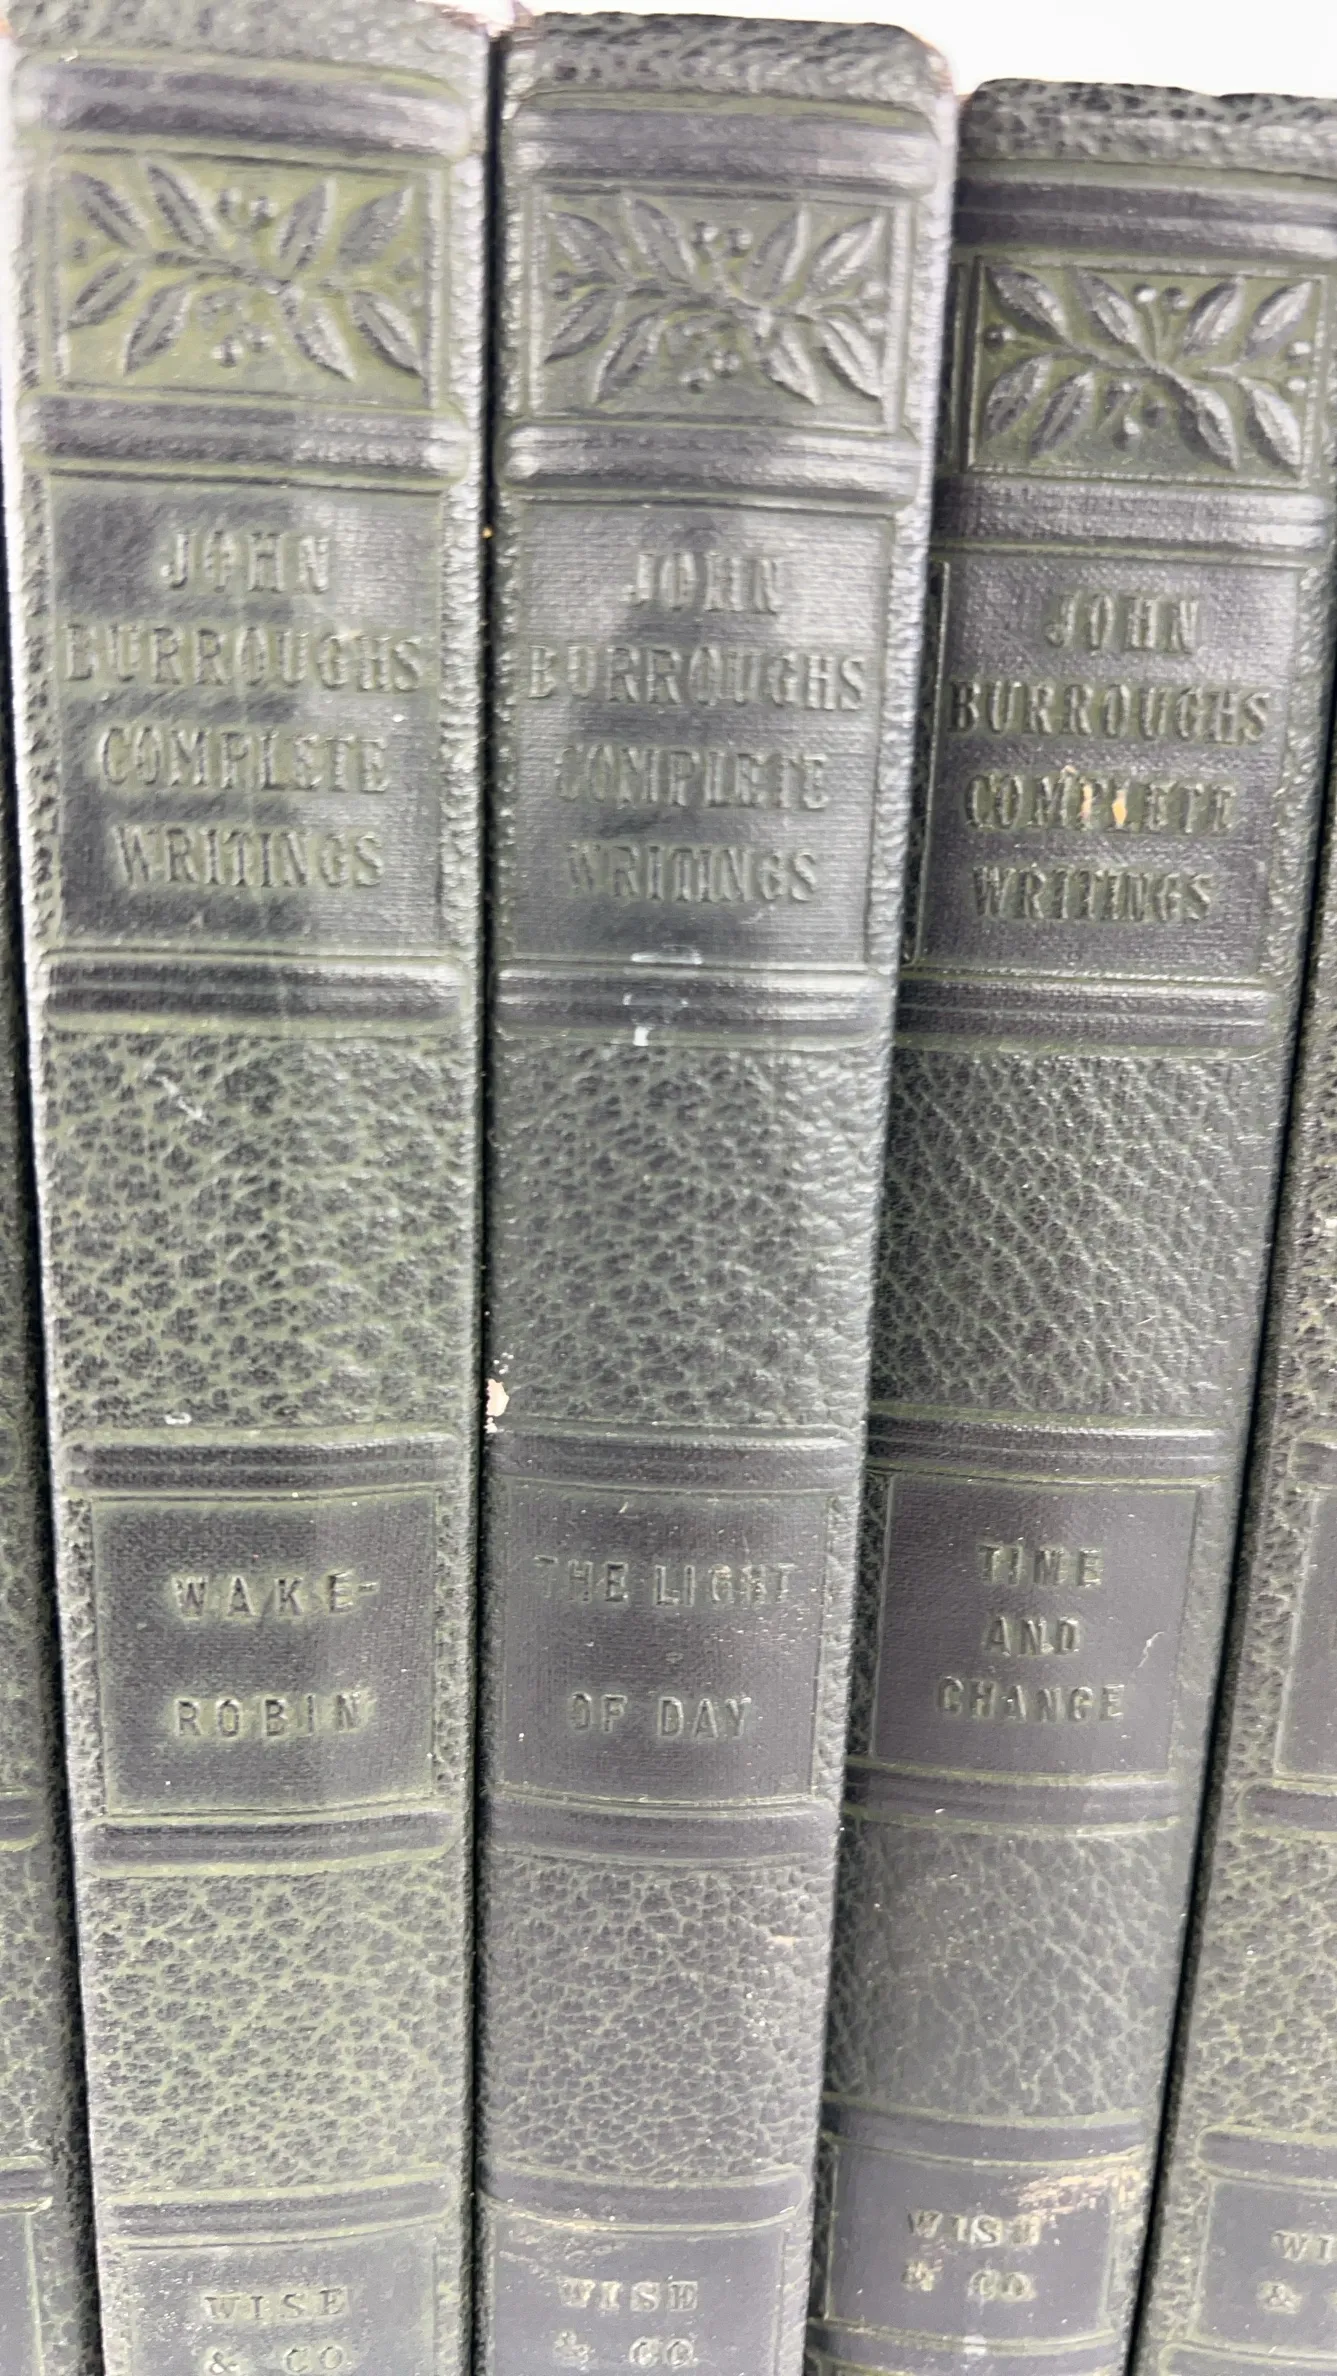 JOHN
BURROUGHS
COMPLETE
WRITINGS
WAKE-
ROBIN
WISE
& CO
JOHN
BURROUGHS
COMPLETE
WRITINGS
THE LIGHT
OF DAY
WISE
& CO
JOHN
BURROUGHS
COMPLETE
WRITINGS
TIME
AND
CHANGE
WISE
& CO
WI
&